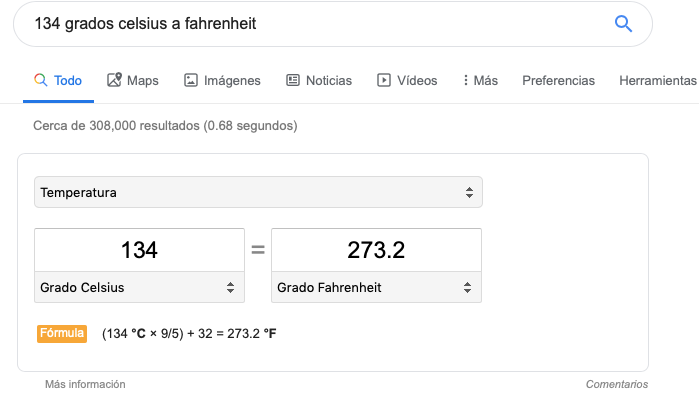 134 grados celsius a fahrenheit
Todo Maps Imágenes Noticias Vídeos Más Preferencias Herramientas
Cerca de 308,000 resultados (0.68 segundos)
Temperatura
134 = 273.2
Grado Celsius Grado Fahrenheit
Fórmula (134 °C × 9/5) + 32 = 273.2 °F
Más información Comentarios